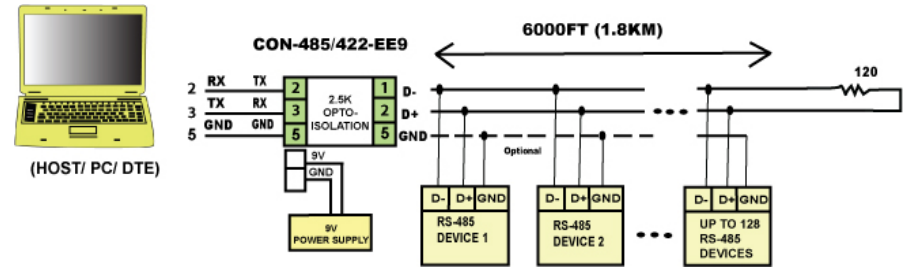 6000FT (1.8KM)
CON-485/422-EE9
120
2 RX TX 2 1 D-
3 TX RX 3 2 D+
5 GND GND 5 5 GND
2.5K
OPTO-
ISOLATION
Optional
(HOST/ PC/ DTE)
9V
GND
9V
POWER SUPPLY
D- D+ GND
RS-485
DEVICE 1
D- D+ GND
RS-485
DEVICE 2
D- D+ GND
UP TO 128
RS-485
DEVICES